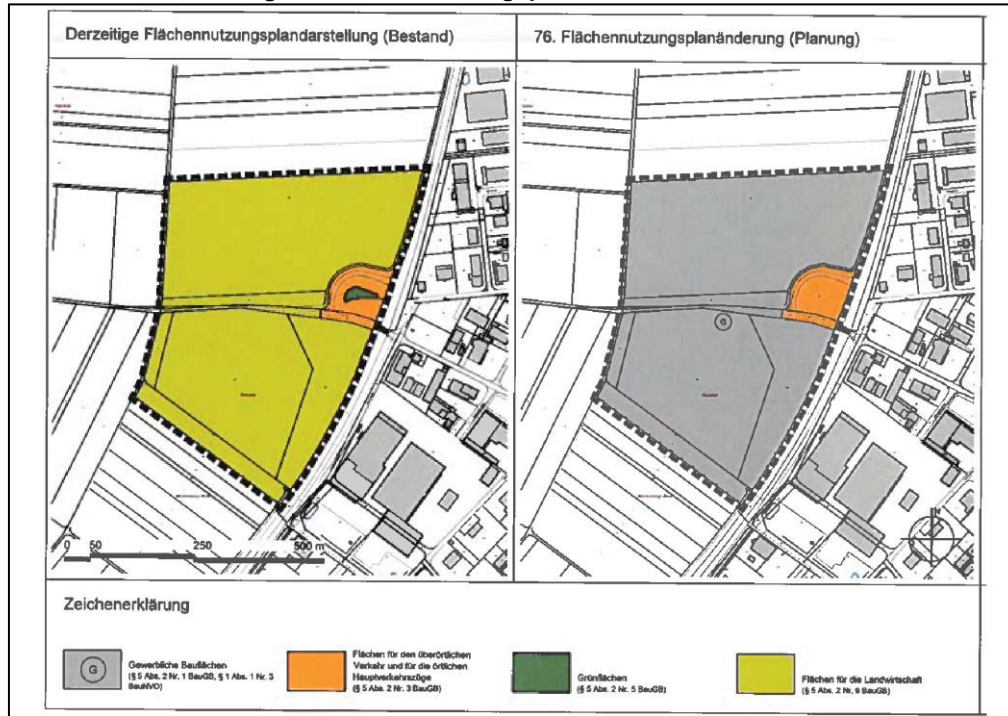 Derzeitige Flächennutzungsplandarstellung (Bestand)
76. Flächennutzungsplanänderung (Planung)
G
0 50 250 500 m
N
Zeichenerklärung
G
Gewerbliche Bauflächen
(§ 5 Abs. 2 Nr. 1 BauGB, § 1 Abs. 1 Nr. 3
BauNVO)
Flächen für den überörtlichen
Verkehr und für die örtlichen
Hauptverkehrszüge
(§ 5 Abs. 2 Nr. 3 BauGB)
Grünflächen
(§ 5 Abs. 2 Nr. 5 BauGB)
Flächen für die Landwirtschaft
(§ 5 Abs. 2 Nr. 9 BauGB)